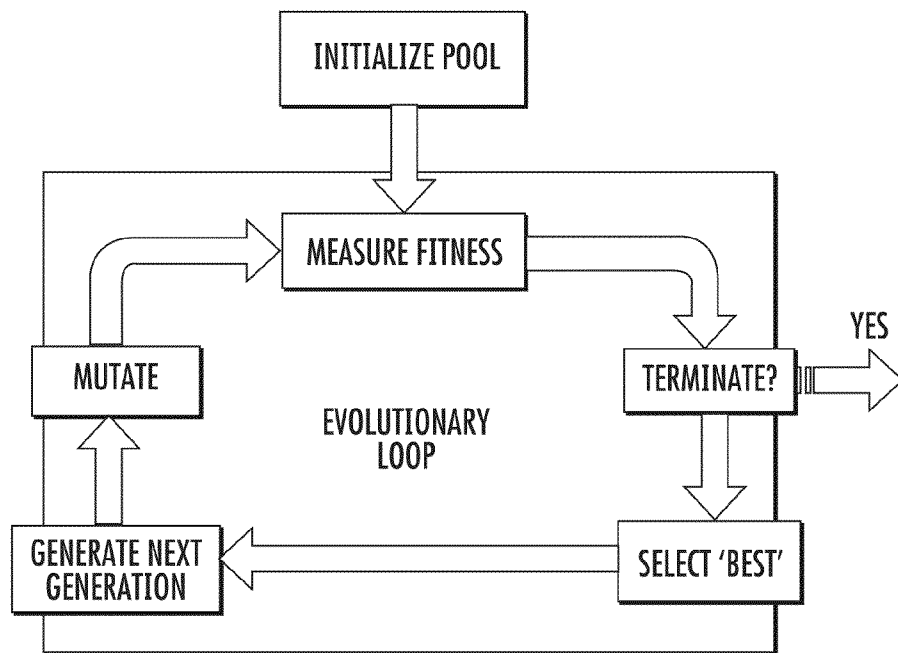 INITIALIZE POOL
MEASURE FITNESS
YES
MUTATE
TERMINATE?
EVOLUTIONARY
LOOP
GENERATE NEXT
GENERATION
SELECT ‘BEST’